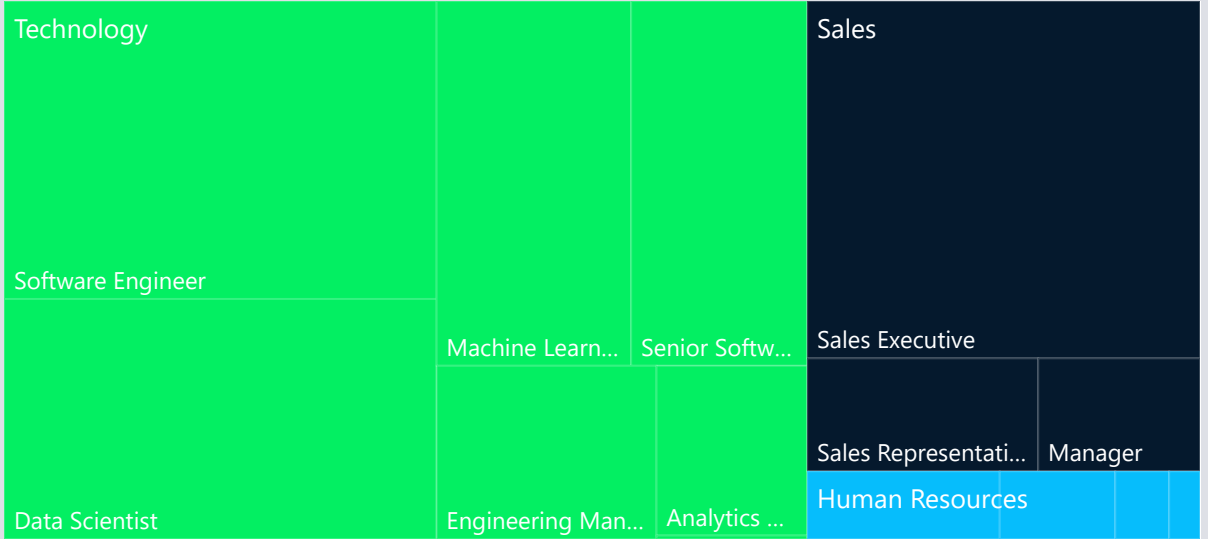 Technology
Software Engineer
Data Scientist
Machine Learn...
Senior Softw...
Engineering Man...
Analytics ...
Sales
Sales Executive
Sales Representati...
Manager
Human Resources